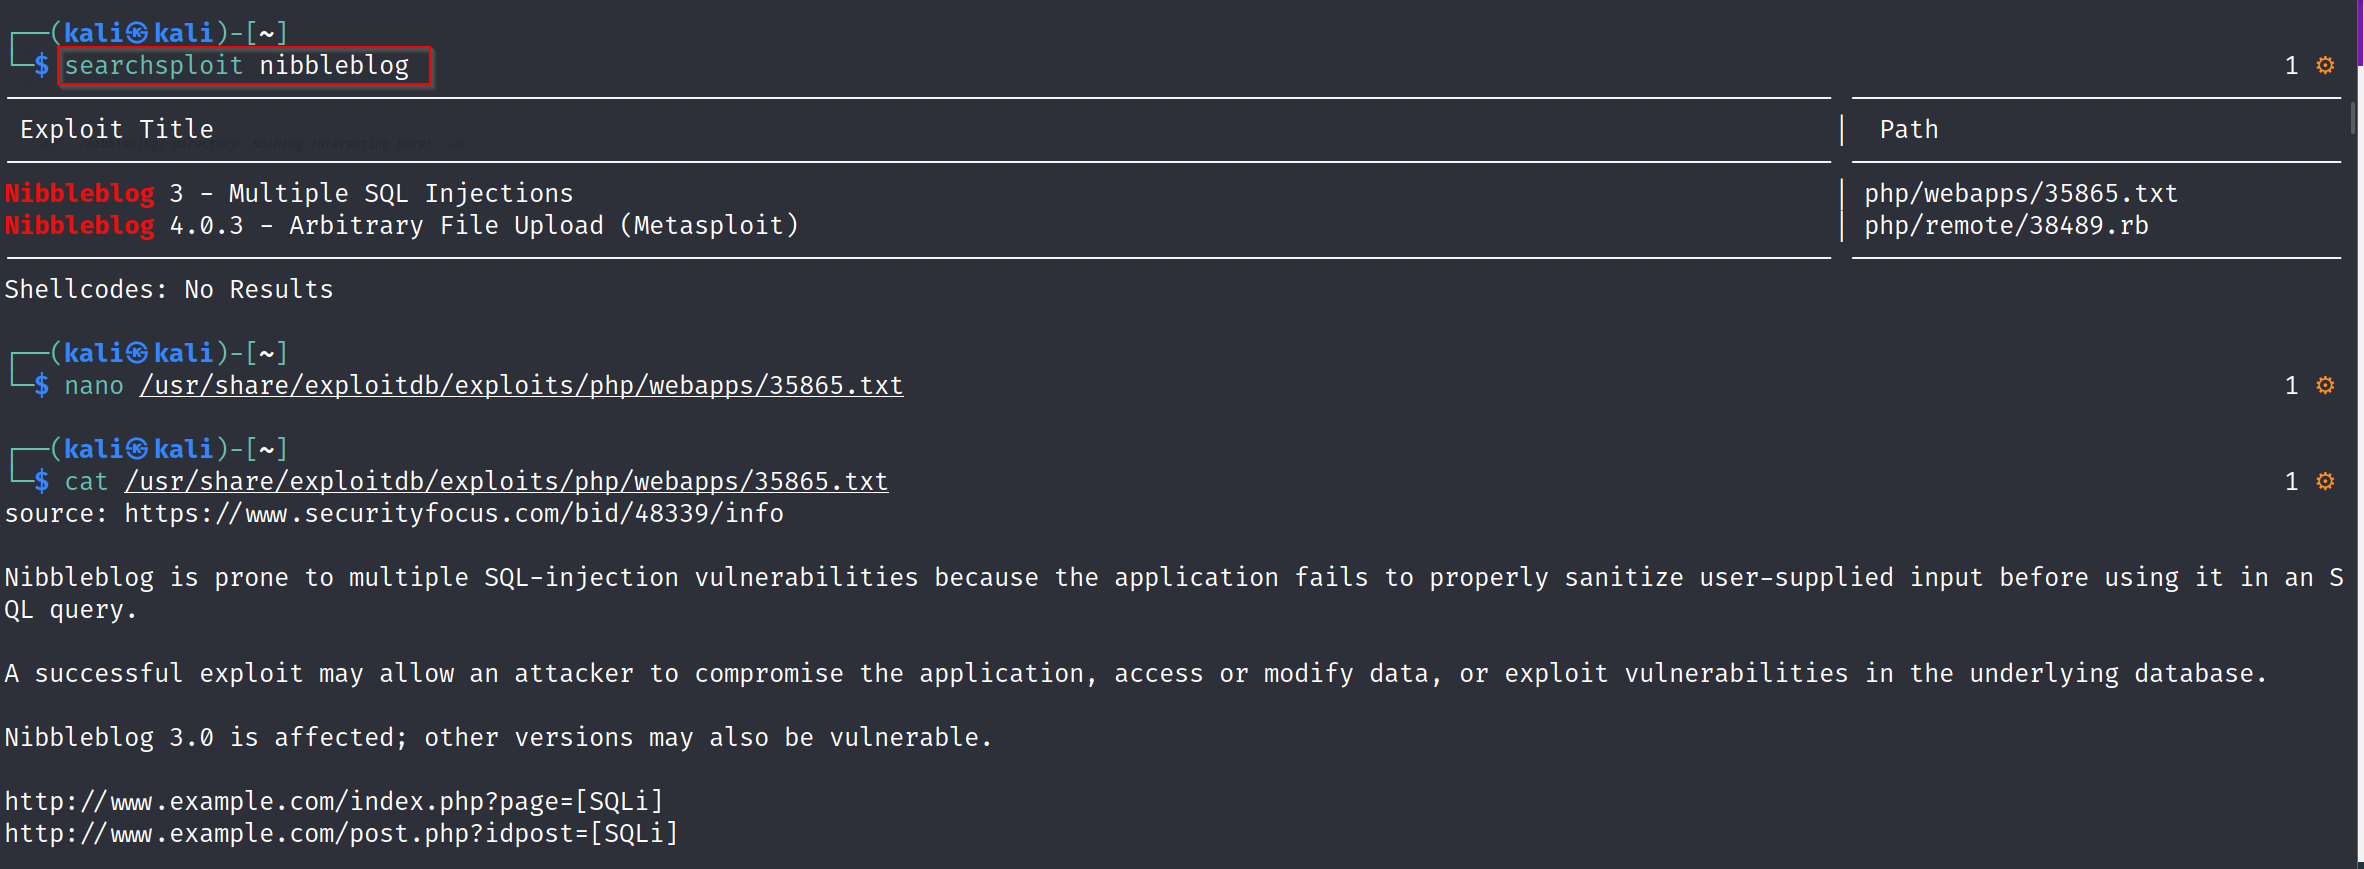 (kali㉿kali)-[~]
$ searchsploit nibbleblog 1 ⚙
Exploit Title | Path
/nibbleblog/ directory. Nothing interesting here! -->
Nibbleblog 3 - Multiple SQL Injections | php/webapps/35865.txt
Nibbleblog 4.0.3 - Arbitrary File Upload (Metasploit) | php/remote/38489.rb
Shellcodes: No Results
(kali㉿kali)-[~]
$ nano /usr/share/exploitdb/exploits/php/webapps/35865.txt 1 ⚙
(kali㉿kali)-[~]
$ cat /usr/share/exploitdb/exploits/php/webapps/35865.txt 1 ⚙
source: https://www.securityfocus.com/bid/48339/info
Nibbleblog is prone to multiple SQL-injection vulnerabilities because the application fails to properly sanitize user-supplied input before using it in an S
QL query.
A successful exploit may allow an attacker to compromise the application, access or modify data, or exploit vulnerabilities in the underlying database.
Nibbleblog 3.0 is affected; other versions may also be vulnerable.
http://www.example.com/index.php?page=[SQLi]
http://www.example.com/post.php?idpost=[SQLi]